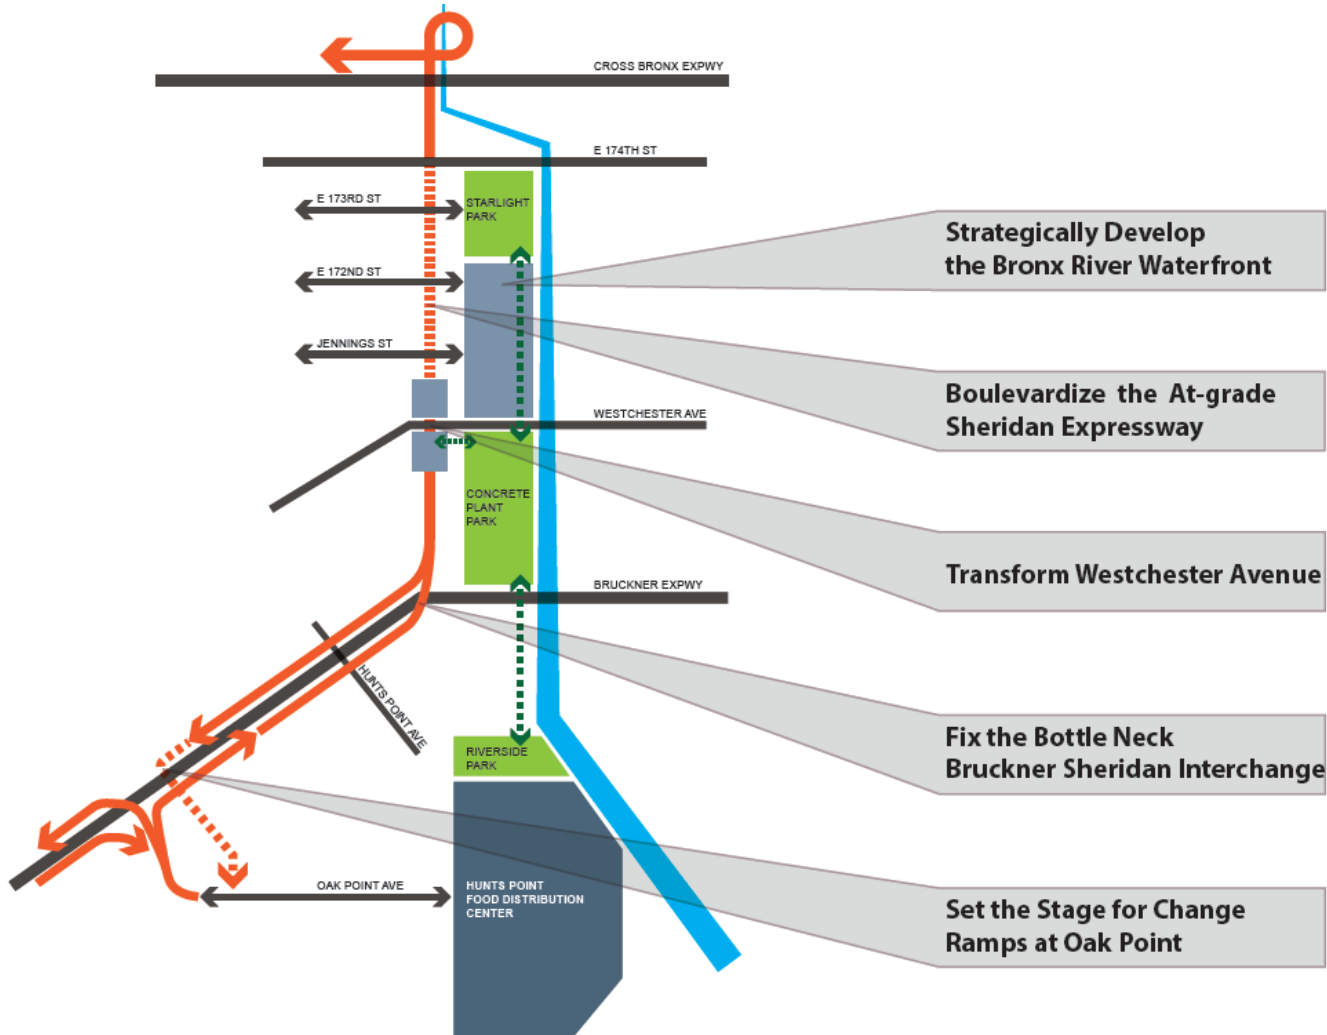 CROSS BRONX EXPWY
E 174TH ST
E 173RD ST
STARLIGHT
PARK
Strategically Develop
the Bronx River Waterfront
E 172ND ST
JENNINGS ST
Boulevardize the At-grade
Sheridan Expressway
WESTCHESTER AVE
CONCRETE
PLANT
PARK
Transform Westchester Avenue
BRUCKNER EXPWY
HUNTS POINT AVE
Fix the Bottle Neck
Bruckner Sheridan Interchange
RIVERSIDE
PARK
OAK POINT AVE
HUNTS POINT
FOOD DISTRIBUTION
CENTER
Set the Stage for Change
Ramps at Oak Point